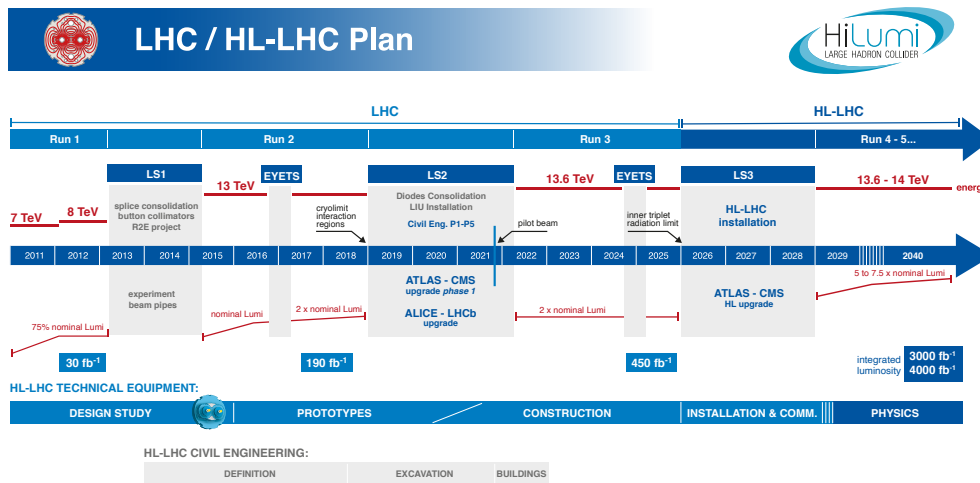 LHC / HL-LHC Plan
HiLumi
LARGE HADRON COLLIDER
LHC
HL-LHC
Run 1
Run 2
Run 3
Run 4 - 5...
LS1
EYETS
LS2
EYETS
LS3
7 TeV
8 TeV
13 TeV
13.6 TeV
13.6 - 14 TeV
energy
splice consolidation
button collimators
R2E project
cryolimit
interaction
regions
Diodes Consolidation
LIU Installation
Civil Eng. P1-P5
pilot beam
inner triplet
radiation limit
HL-LHC
installation
2011 2012 2013 2014 2015 2016 2017 2018 2019 2020 2021 2022 2023 2024 2025 2026 2027 2028 2029 2040
experiment
beam pipes
ATLAS - CMS
upgrade phase 1
ALICE - LHCb
upgrade
ATLAS - CMS
HL upgrade
75% nominal Lumi
nominal Lumi
2 x nominal Lumi
2 x nominal Lumi
5 to 7.5 x nominal Lumi
30 fb-1
190 fb-1
450 fb-1
integrated
luminosity
3000 fb-1
4000 fb-1
HL-LHC TECHNICAL EQUIPMENT:
DESIGN STUDY
PROTOTYPES
CONSTRUCTION
INSTALLATION & COMM.
PHYSICS
HL-LHC CIVIL ENGINEERING:
DEFINITION
EXCAVATION
BUILDINGS